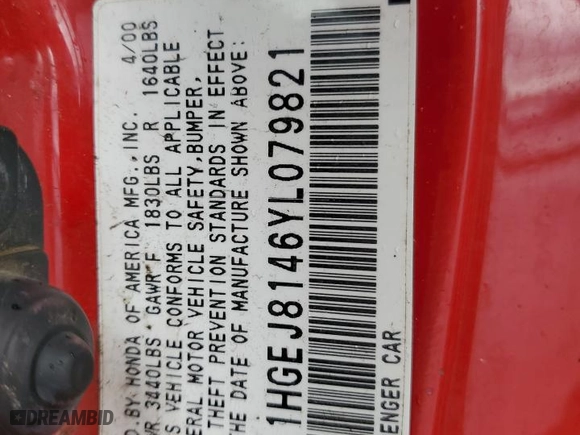 D.BY HONDA OF AMERICA MFG.,INC. 4/00
WR 3440LBS GAWR F 1830LBS R 1640LBS
S VEHICLE CONFORMS TO ALL APPLICABLE
ERAL MOTOR VEHICLE SAFETY,BUMPER,
THEFT PREVENTION STANDARDS IN EFFECT
THE DATE OF MANUFACTURE SHOWN ABOVE:
1HGEJ8146YL079821
ENGER CAR
DREAMBID